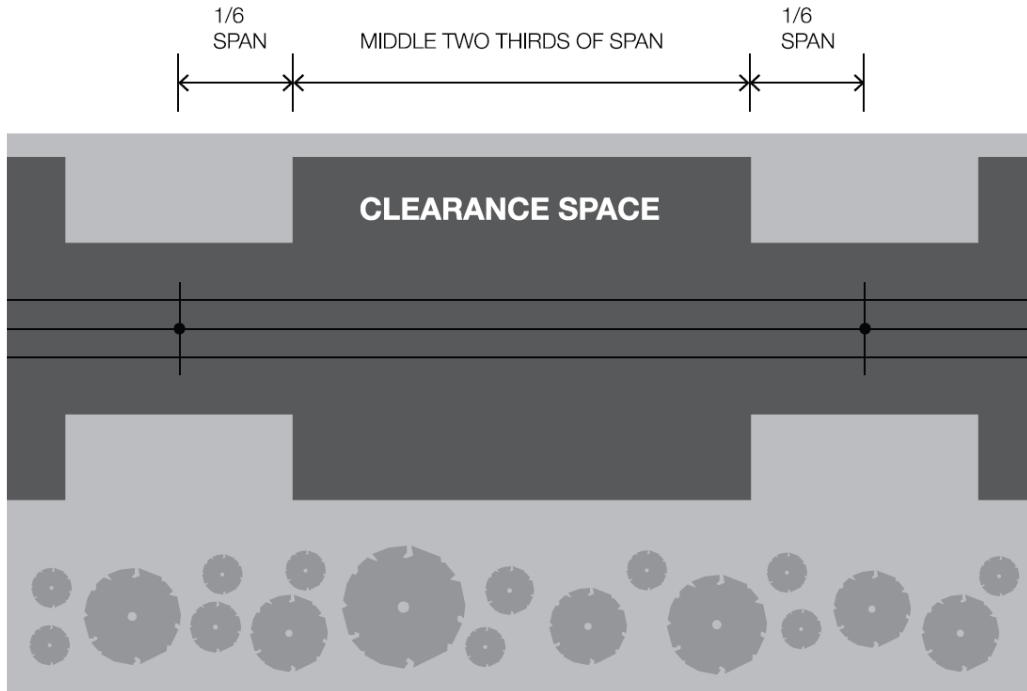 1/6
SPAN
MIDDLE TWO THIRDS OF SPAN
1/6
SPAN
CLEARANCE SPACE